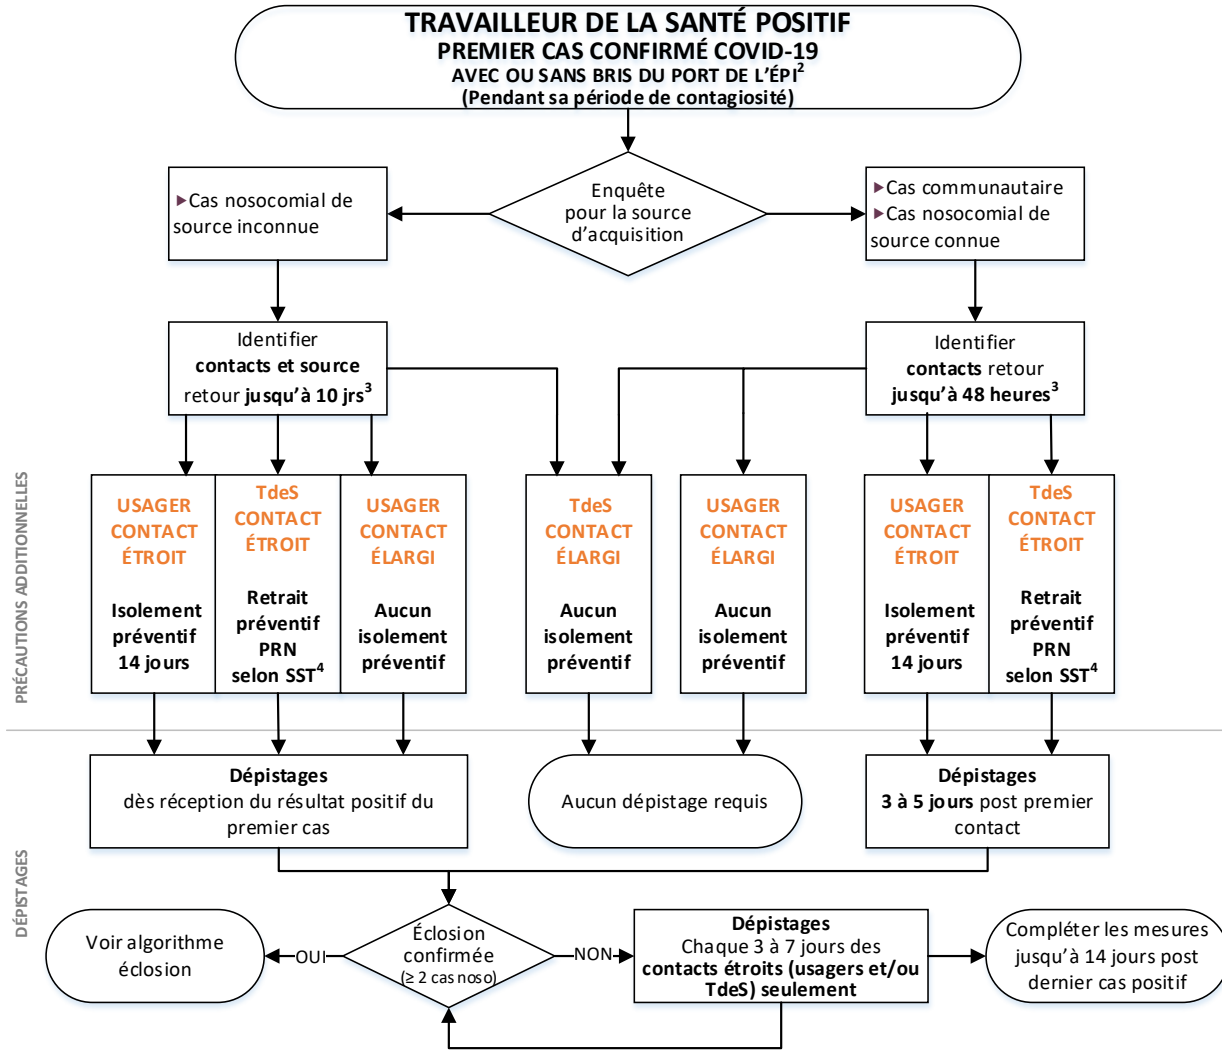 TRAVAILLEUR DE LA SANTÉ POSITIF
PREMIER CAS CONFIRMÉ COVID-19
AVEC OU SANS BRIS DU PORT DE L'ÉPI²
(Pendant sa période de contagiosité)
▶Cas nosocomial de
source inconnue
Enquête
pour la source
d'acquisition
▶Cas communautaire
▶Cas nosocomial de
source connue
Identifier
contacts et source
retour jusqu'à 10 jrs³
Identifier
contacts retour
jusqu'à 48 heures³
PRÉCAUTIONS ADDITIONNELLES
USAGER
CONTACT
ÉTROIT
Isolement
préventif
14 jours
TdeS
CONTACT
ÉTROIT
Retrait
préventif
PRN
selon SST⁴
USAGER
CONTACT
ÉLARGI
Aucun
isolement
préventif
TdeS
CONTACT
ÉLARGI
Aucun
isolement
préventif
USAGER
CONTACT
ÉLARGI
Aucun
isolement
préventif
USAGER
CONTACT
ÉTROIT
Isolement
préventif
14 jours
TdeS
CONTACT
ÉTROIT
Retrait
préventif
PRN
selon SST⁴
DÉPISTAGES
Dépistages
dès réception du résultat positif du
premier cas
Aucun dépistage requis
Dépistages
3 à 5 jours post premier
contact
Voir algorithme
éclosion
OUI
Éclosion
confirmée
(≥ 2 cas noso)
NON
Dépistages
Chaque 3 à 7 jours des
contacts étroits (usagers et/ou
TdeS) seulement
Compléter les mesures
jusqu'à 14 jours post
dernier cas positif